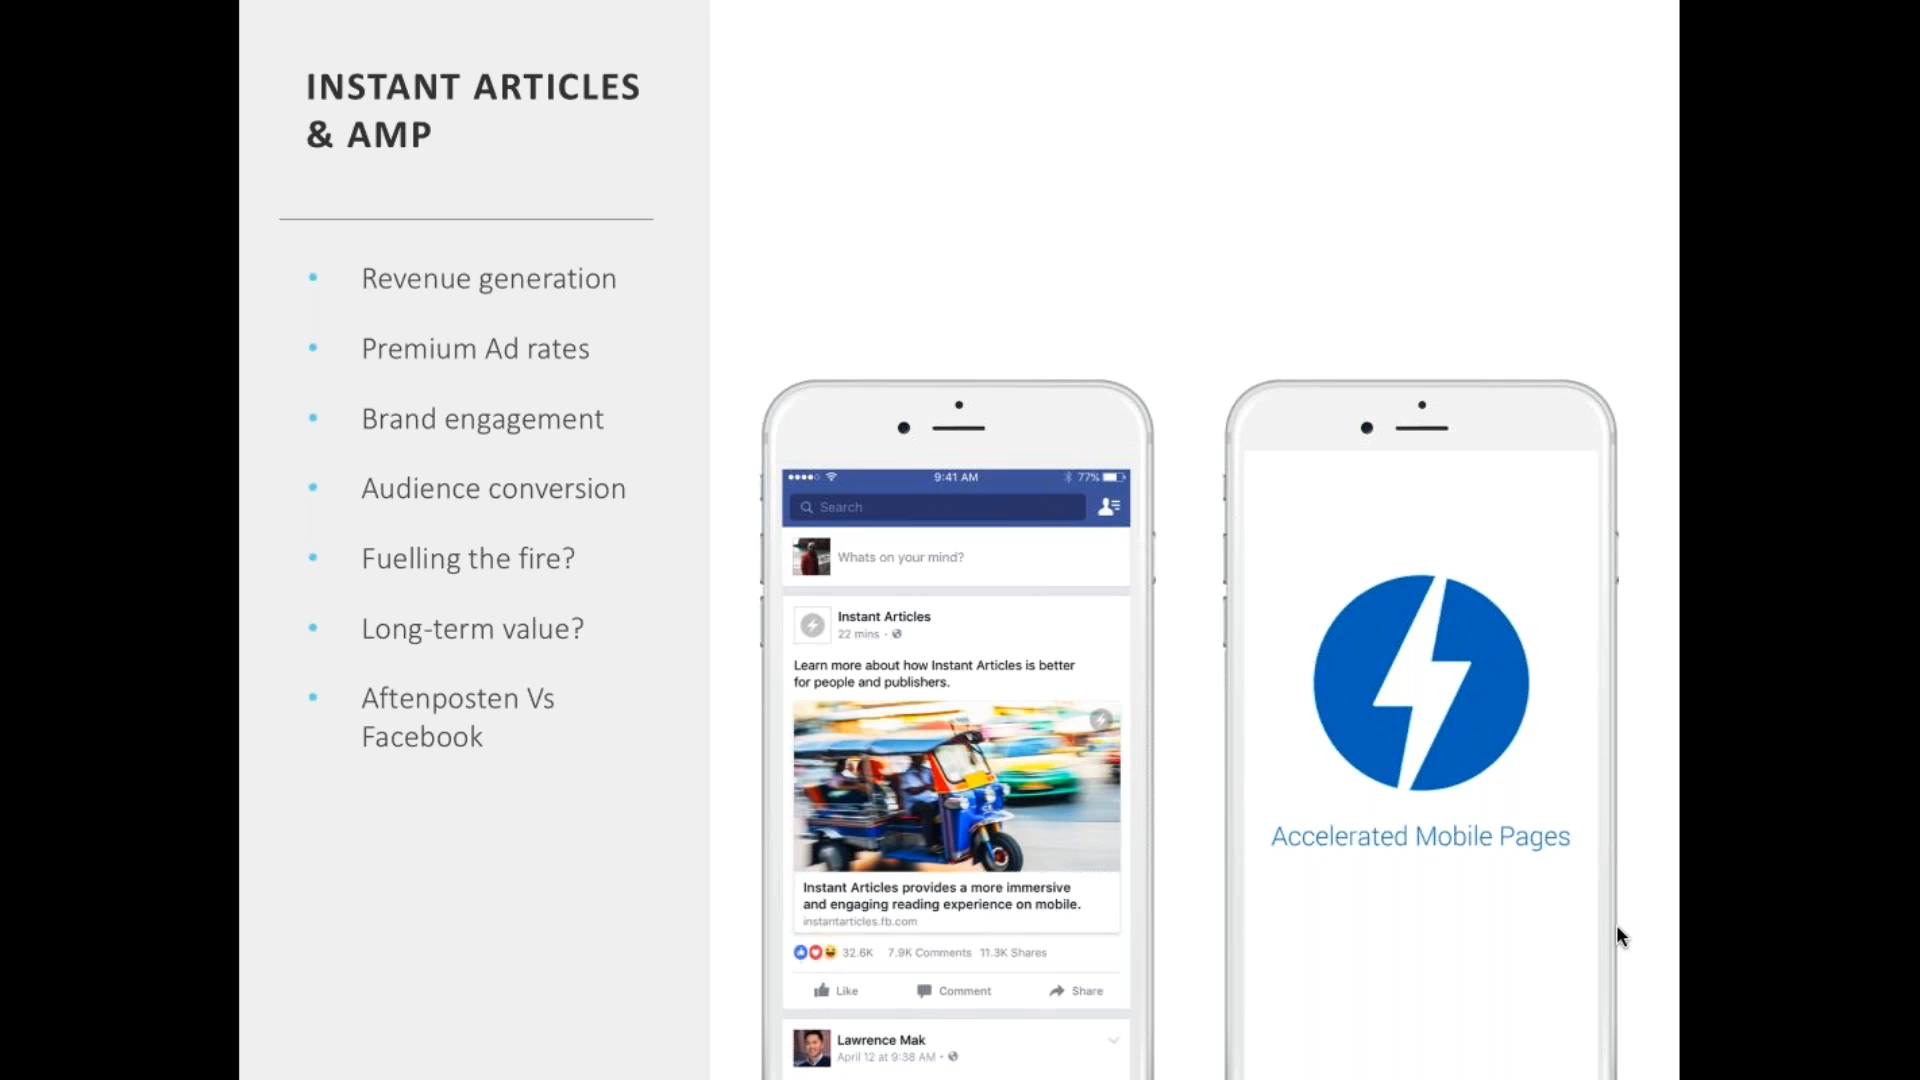 INSTANT ARTICLES
& AMP
• Revenue generation
• Premium Ad rates
• Brand engagement
• Audience conversion
• Fuelling the fire?
• Long-term value?
• Aftenposten Vs
Facebook
9:41 AM
77%
Search
Whats on your mind?
Instant Articles
22 mins ·
Learn more about how Instant Articles is better
for people and publishers.
Instant Articles provides a more immersive
and engaging reading experience on mobile.
instantarticles.fb.com
32.6K 7.9K Comments 11.3K Shares
Like Comment Share
Lawrence Mak
April 12 at 9:38 AM ·
Accelerated Mobile Pages